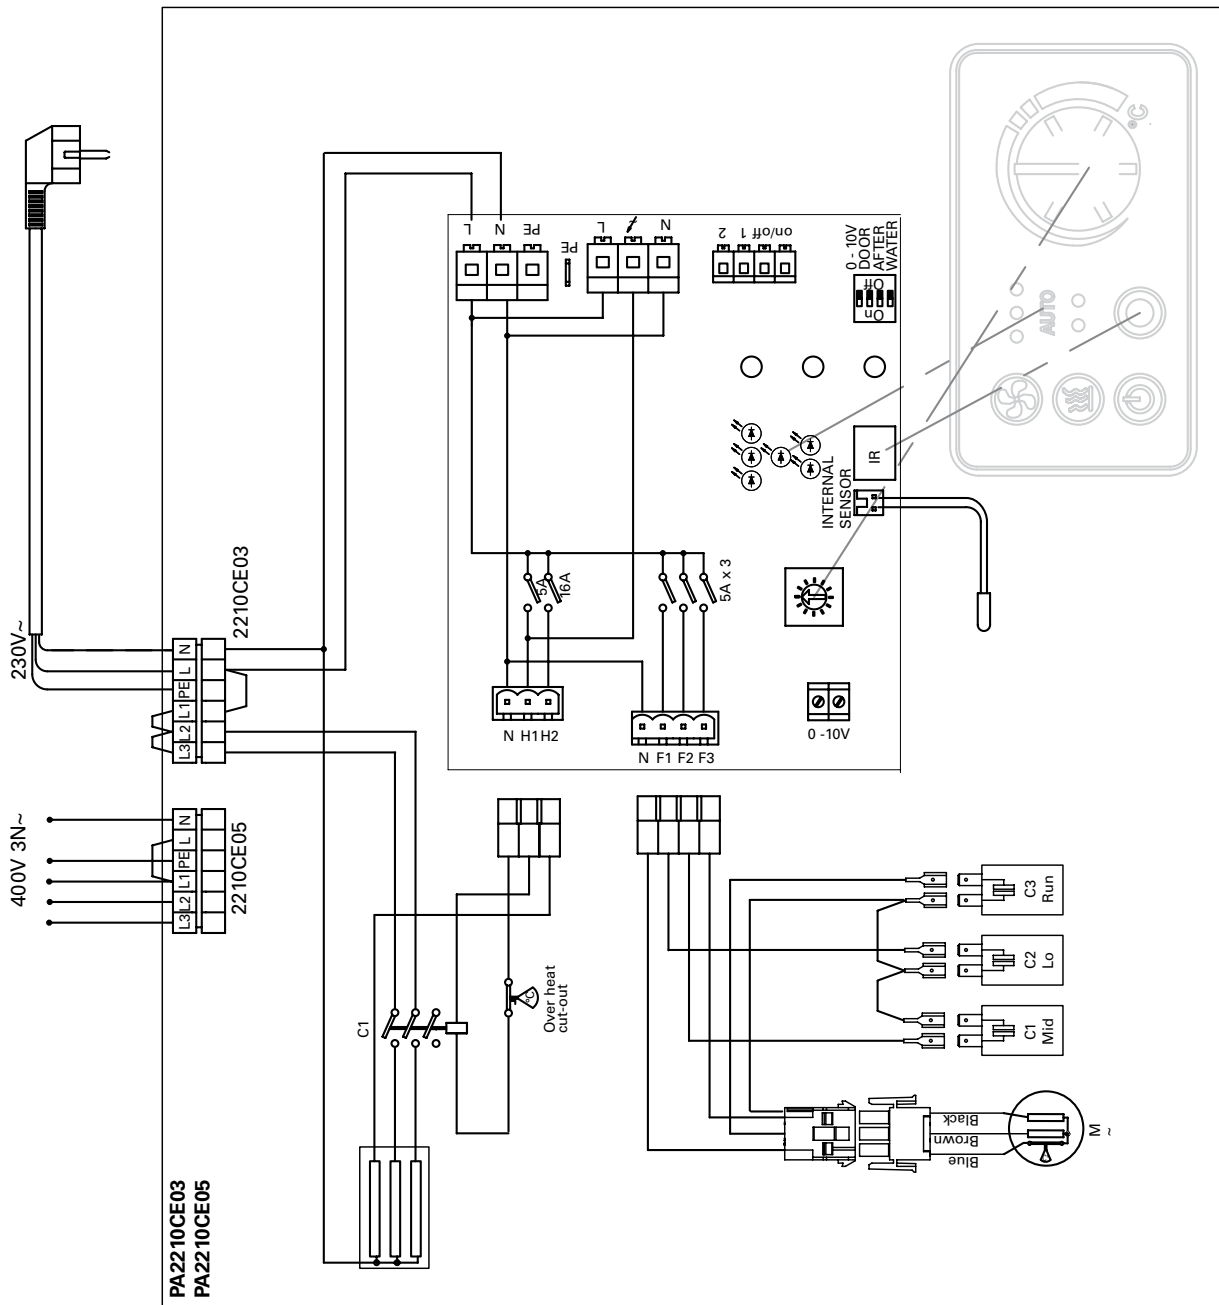 °C
AUTO
L
N
PE
PE
L
N
2
1
on/off
0 - 10V
DOOR
AFTER
WATER
Off
On
IR
INTERNAL
SENSOR
5A
16A
5A x 3
N H1 H2
N F1 F2 F3
0 -10V
230V~
N
L
PE
L1
L2
L3
2210CE03
400V 3N~
N
L
PE
L1
L2
L3
2210CE05
C1
°C
Over heat
cut-out
C3
Run
C2
Lo
C1
Mid
Black
Brown
Blue
M
~
PA2210CE03
PA2210CE05